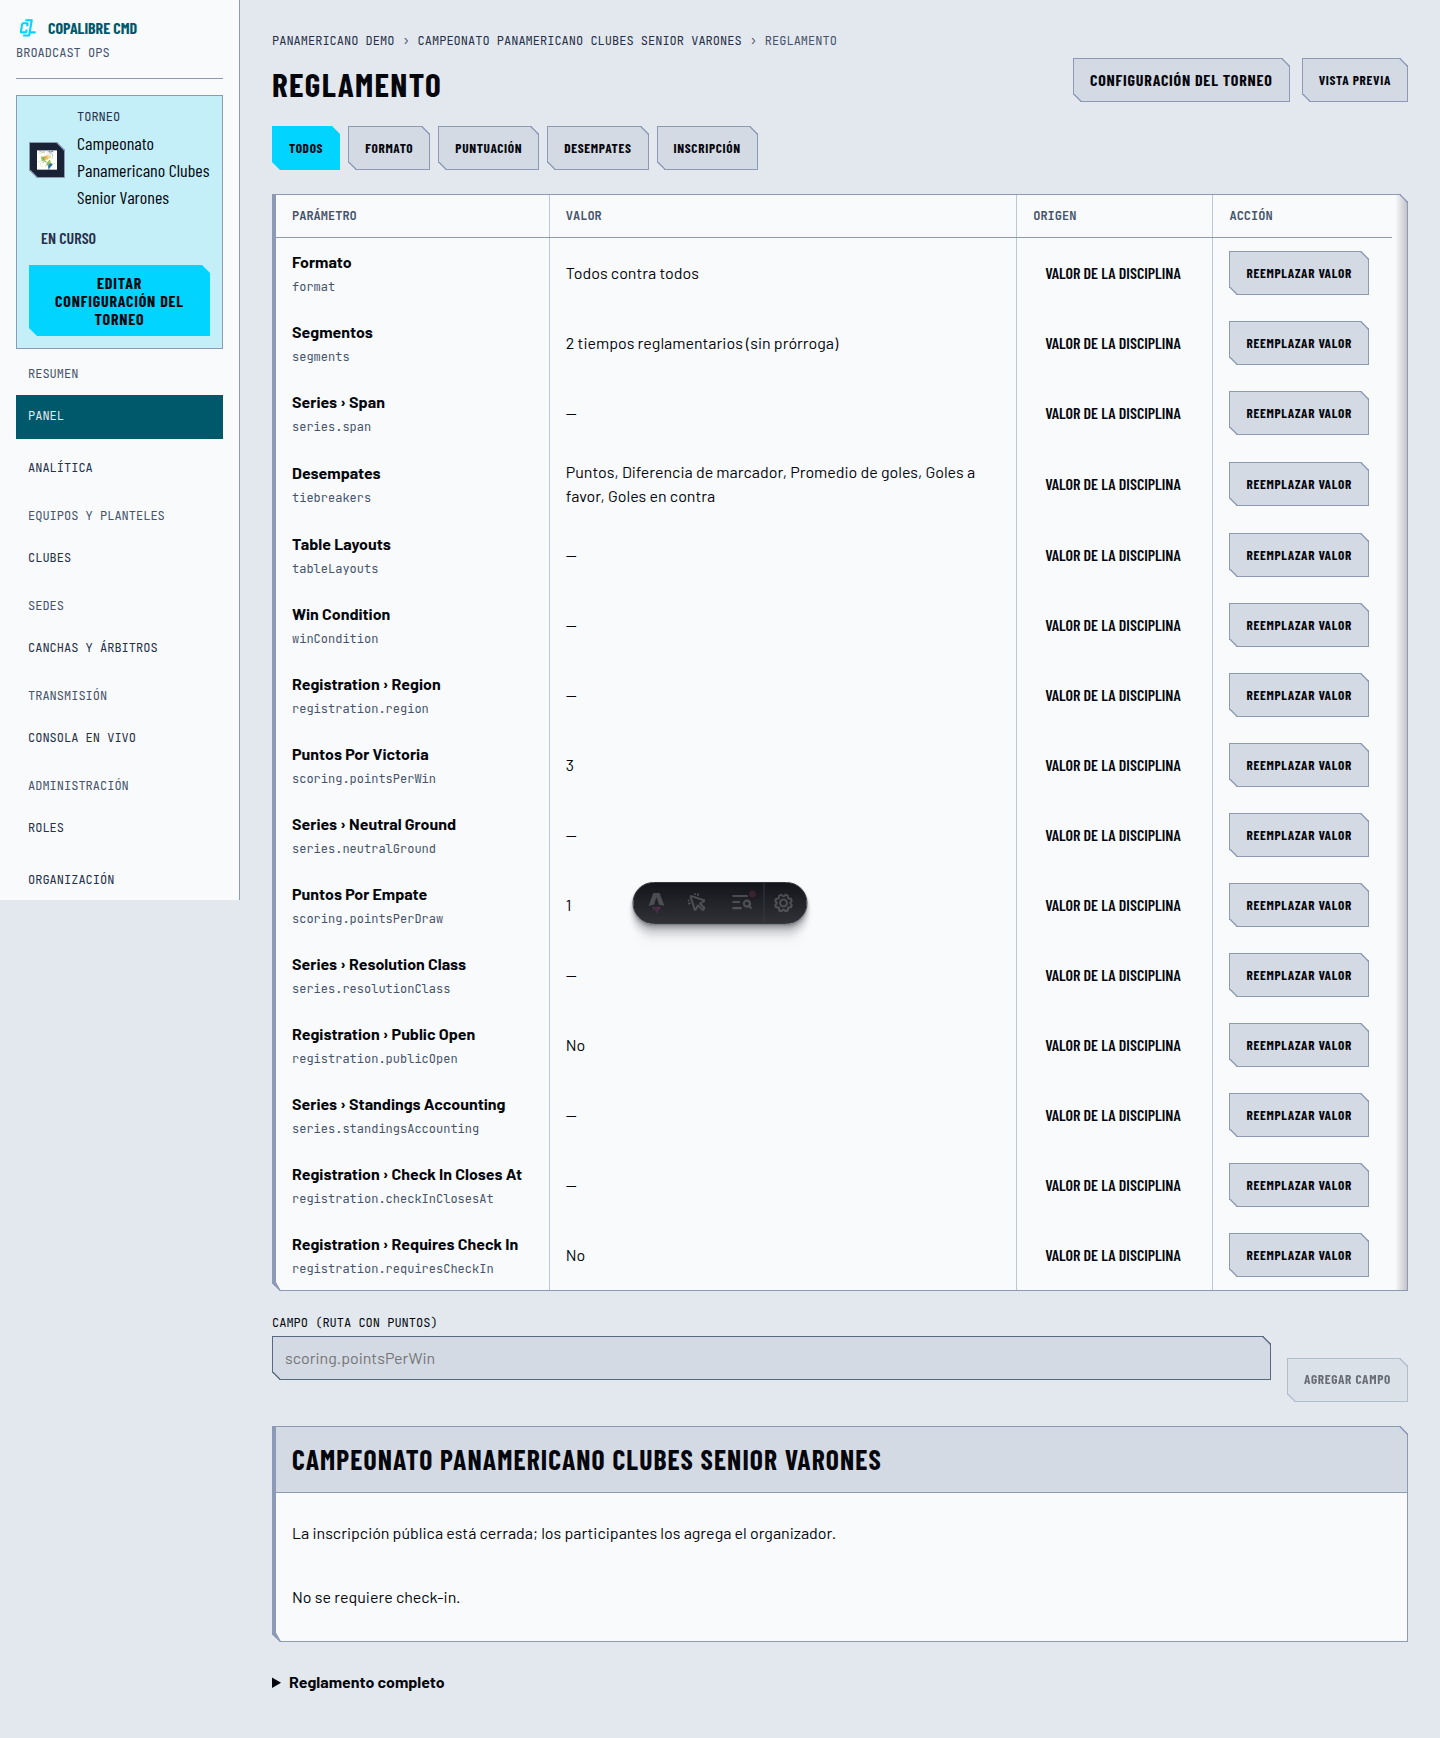 COPALIBRE CMD
BROADCAST OPS
TORNEO
Campeonato
Panamericano Clubes
Senior Varones
EN CURSO
EDITAR
CONFIGURACIÓN DEL
TORNEO
RESUMEN
PANEL
ANALÍTICA
EQUIPOS Y PLANTELES
CLUBES
SEDES
CANCHAS Y ÁRBITROS
TRANSMISIÓN
CONSOLA EN VIVO
ADMINISTRACIÓN
ROLES
ORGANIZACIÓN
PANAMERICANO DEMO › CAMPEONATO PANAMERICANO CLUBES SENIOR VARONES › REGLAMENTO
REGLAMENTO
CONFIGURACIÓN DEL TORNEO
VISTA PREVIA
TODOS
FORMATO
PUNTUACIÓN
DESEMPATES
INSCRIPCIÓN
PARÁMETRO VALOR ORIGEN ACCIÓN
Formato
format
Todos contra todos
VALOR DE LA DISCIPLINA
REEMPLAZAR VALOR
Segmentos
segments
2 tiempos reglamentarios (sin prórroga)
VALOR DE LA DISCIPLINA
REEMPLAZAR VALOR
Series › Span
series.span
—
VALOR DE LA DISCIPLINA
REEMPLAZAR VALOR
Desempates
tiebreakers
Puntos, Diferencia de marcador, Promedio de goles, Goles a
favor, Goles en contra
VALOR DE LA DISCIPLINA
REEMPLAZAR VALOR
Table Layouts
tableLayouts
—
VALOR DE LA DISCIPLINA
REEMPLAZAR VALOR
Win Condition
winCondition
—
VALOR DE LA DISCIPLINA
REEMPLAZAR VALOR
Registration › Region
registration.region
—
VALOR DE LA DISCIPLINA
REEMPLAZAR VALOR
Puntos Por Victoria
scoring.pointsPerWin
3
VALOR DE LA DISCIPLINA
REEMPLAZAR VALOR
Series › Neutral Ground
series.neutralGround
—
VALOR DE LA DISCIPLINA
REEMPLAZAR VALOR
Puntos Por Empate
scoring.pointsPerDraw
1
VALOR DE LA DISCIPLINA
REEMPLAZAR VALOR
Series › Resolution Class
series.resolutionClass
—
VALOR DE LA DISCIPLINA
REEMPLAZAR VALOR
Registration › Public Open
registration.publicOpen
No
VALOR DE LA DISCIPLINA
REEMPLAZAR VALOR
Series › Standings Accounting
series.standingsAccounting
—
VALOR DE LA DISCIPLINA
REEMPLAZAR VALOR
Registration › Check In Closes At
registration.checkInClosesAt
—
VALOR DE LA DISCIPLINA
REEMPLAZAR VALOR
Registration › Requires Check In
registration.requiresCheckIn
No
VALOR DE LA DISCIPLINA
REEMPLAZAR VALOR
CAMPO (RUTA CON PUNTOS)
scoring.pointsPerWin
AGREGAR CAMPO
CAMPEONATO PANAMERICANO CLUBES SENIOR VARONES
La inscripción pública está cerrada; los participantes los agrega el organizador.
No se requiere check-in.
Reglamento completo